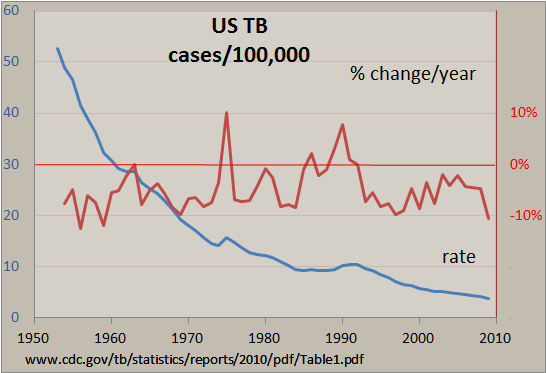 US TB
cases/100,000
% change/year
rate
60
50
40
30
20
10
0
10%
0%
-10%
1950 1960 1970 1980 1990 2000 2010
www.cdc.gov/tb/statistics/reports/2010/pdf/Table1.pdf